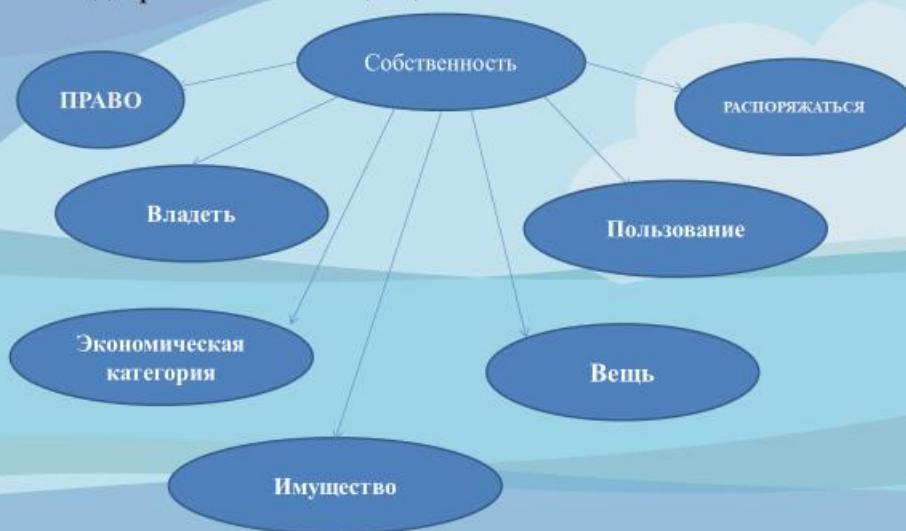 Собственность
ПРАВО
РАСПОРЯЖАТЬСЯ
Владеть
Пользование
Экономическая
категория
Вещь
Имущество